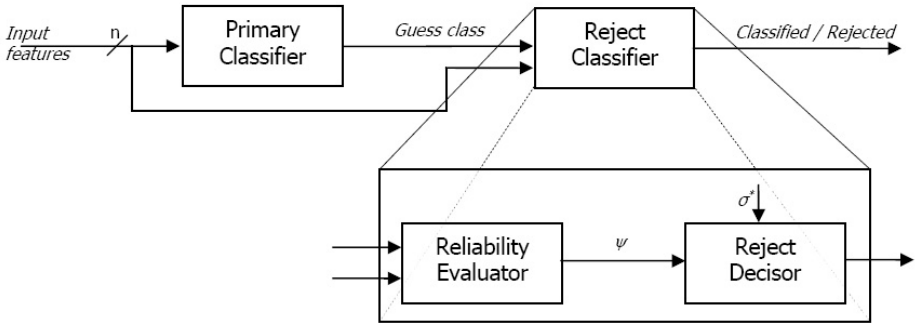 Input
features
n
Primary
Classifier
Guess class
Reject
Classifier
Classified / Rejected
σ*
Reliability
Evaluator
ψ
Reject
Decisor